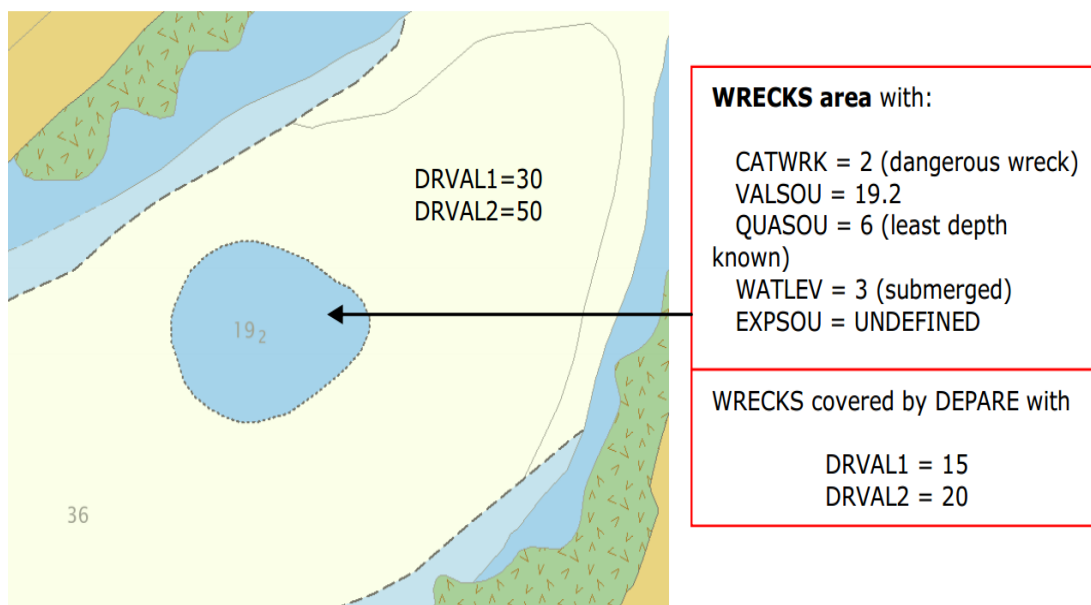 DRVAL1=30
DRVAL2=50
19₂
36
WRECKS area with:
CATWRK = 2 (dangerous wreck)
VALSOU = 19.2
QUASOU = 6 (least depth
known)
WATLEV = 3 (submerged)
EXPSOU = UNDEFINED
WRECKS covered by DEPARE with
DRVAL1 = 15
DRVAL2 = 20